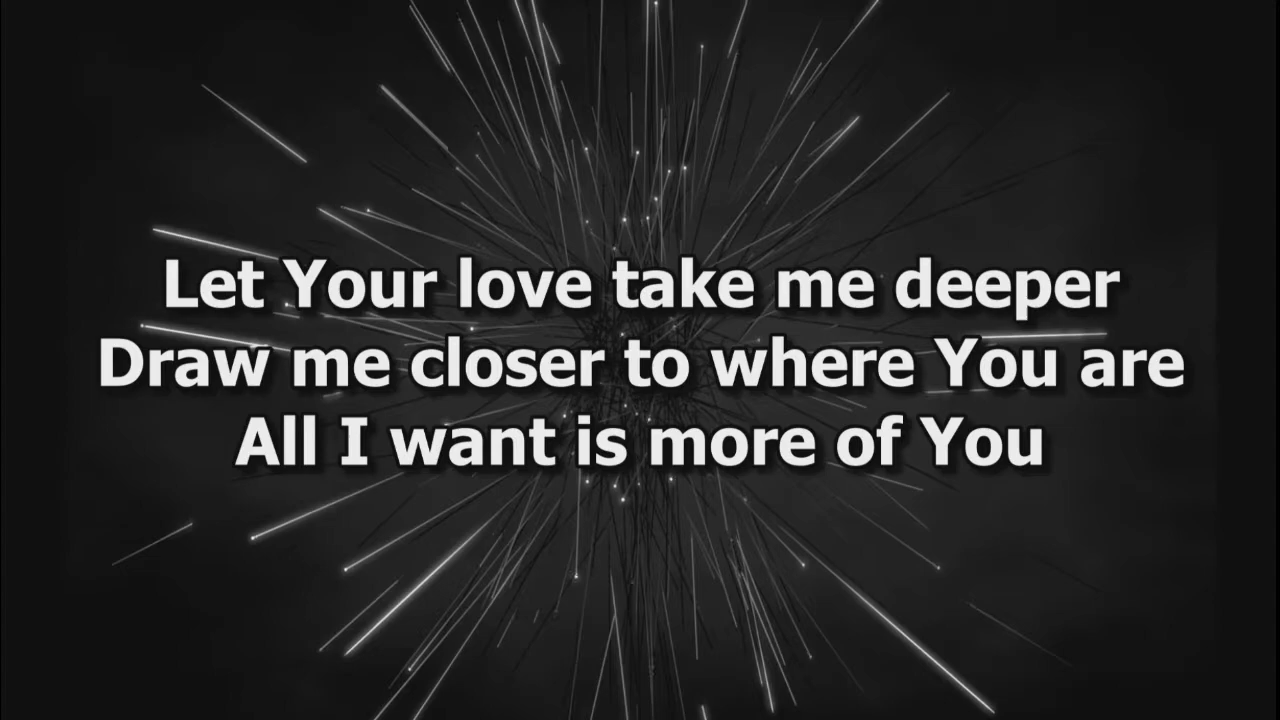 Let Your love take me deeper
Draw me closer to where You are
All I want is more of You